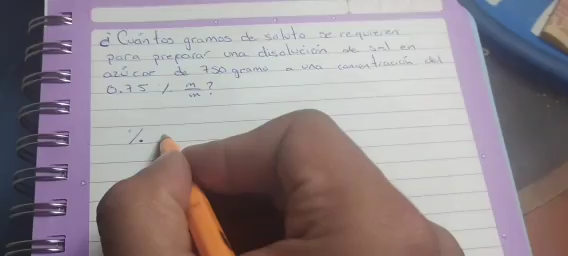 ¿Cuántos gramos de soluto se requieren
para preparar una disolución de sal en
azúcar de 750 gramos a una concentración del
0.75 % m/m?
%